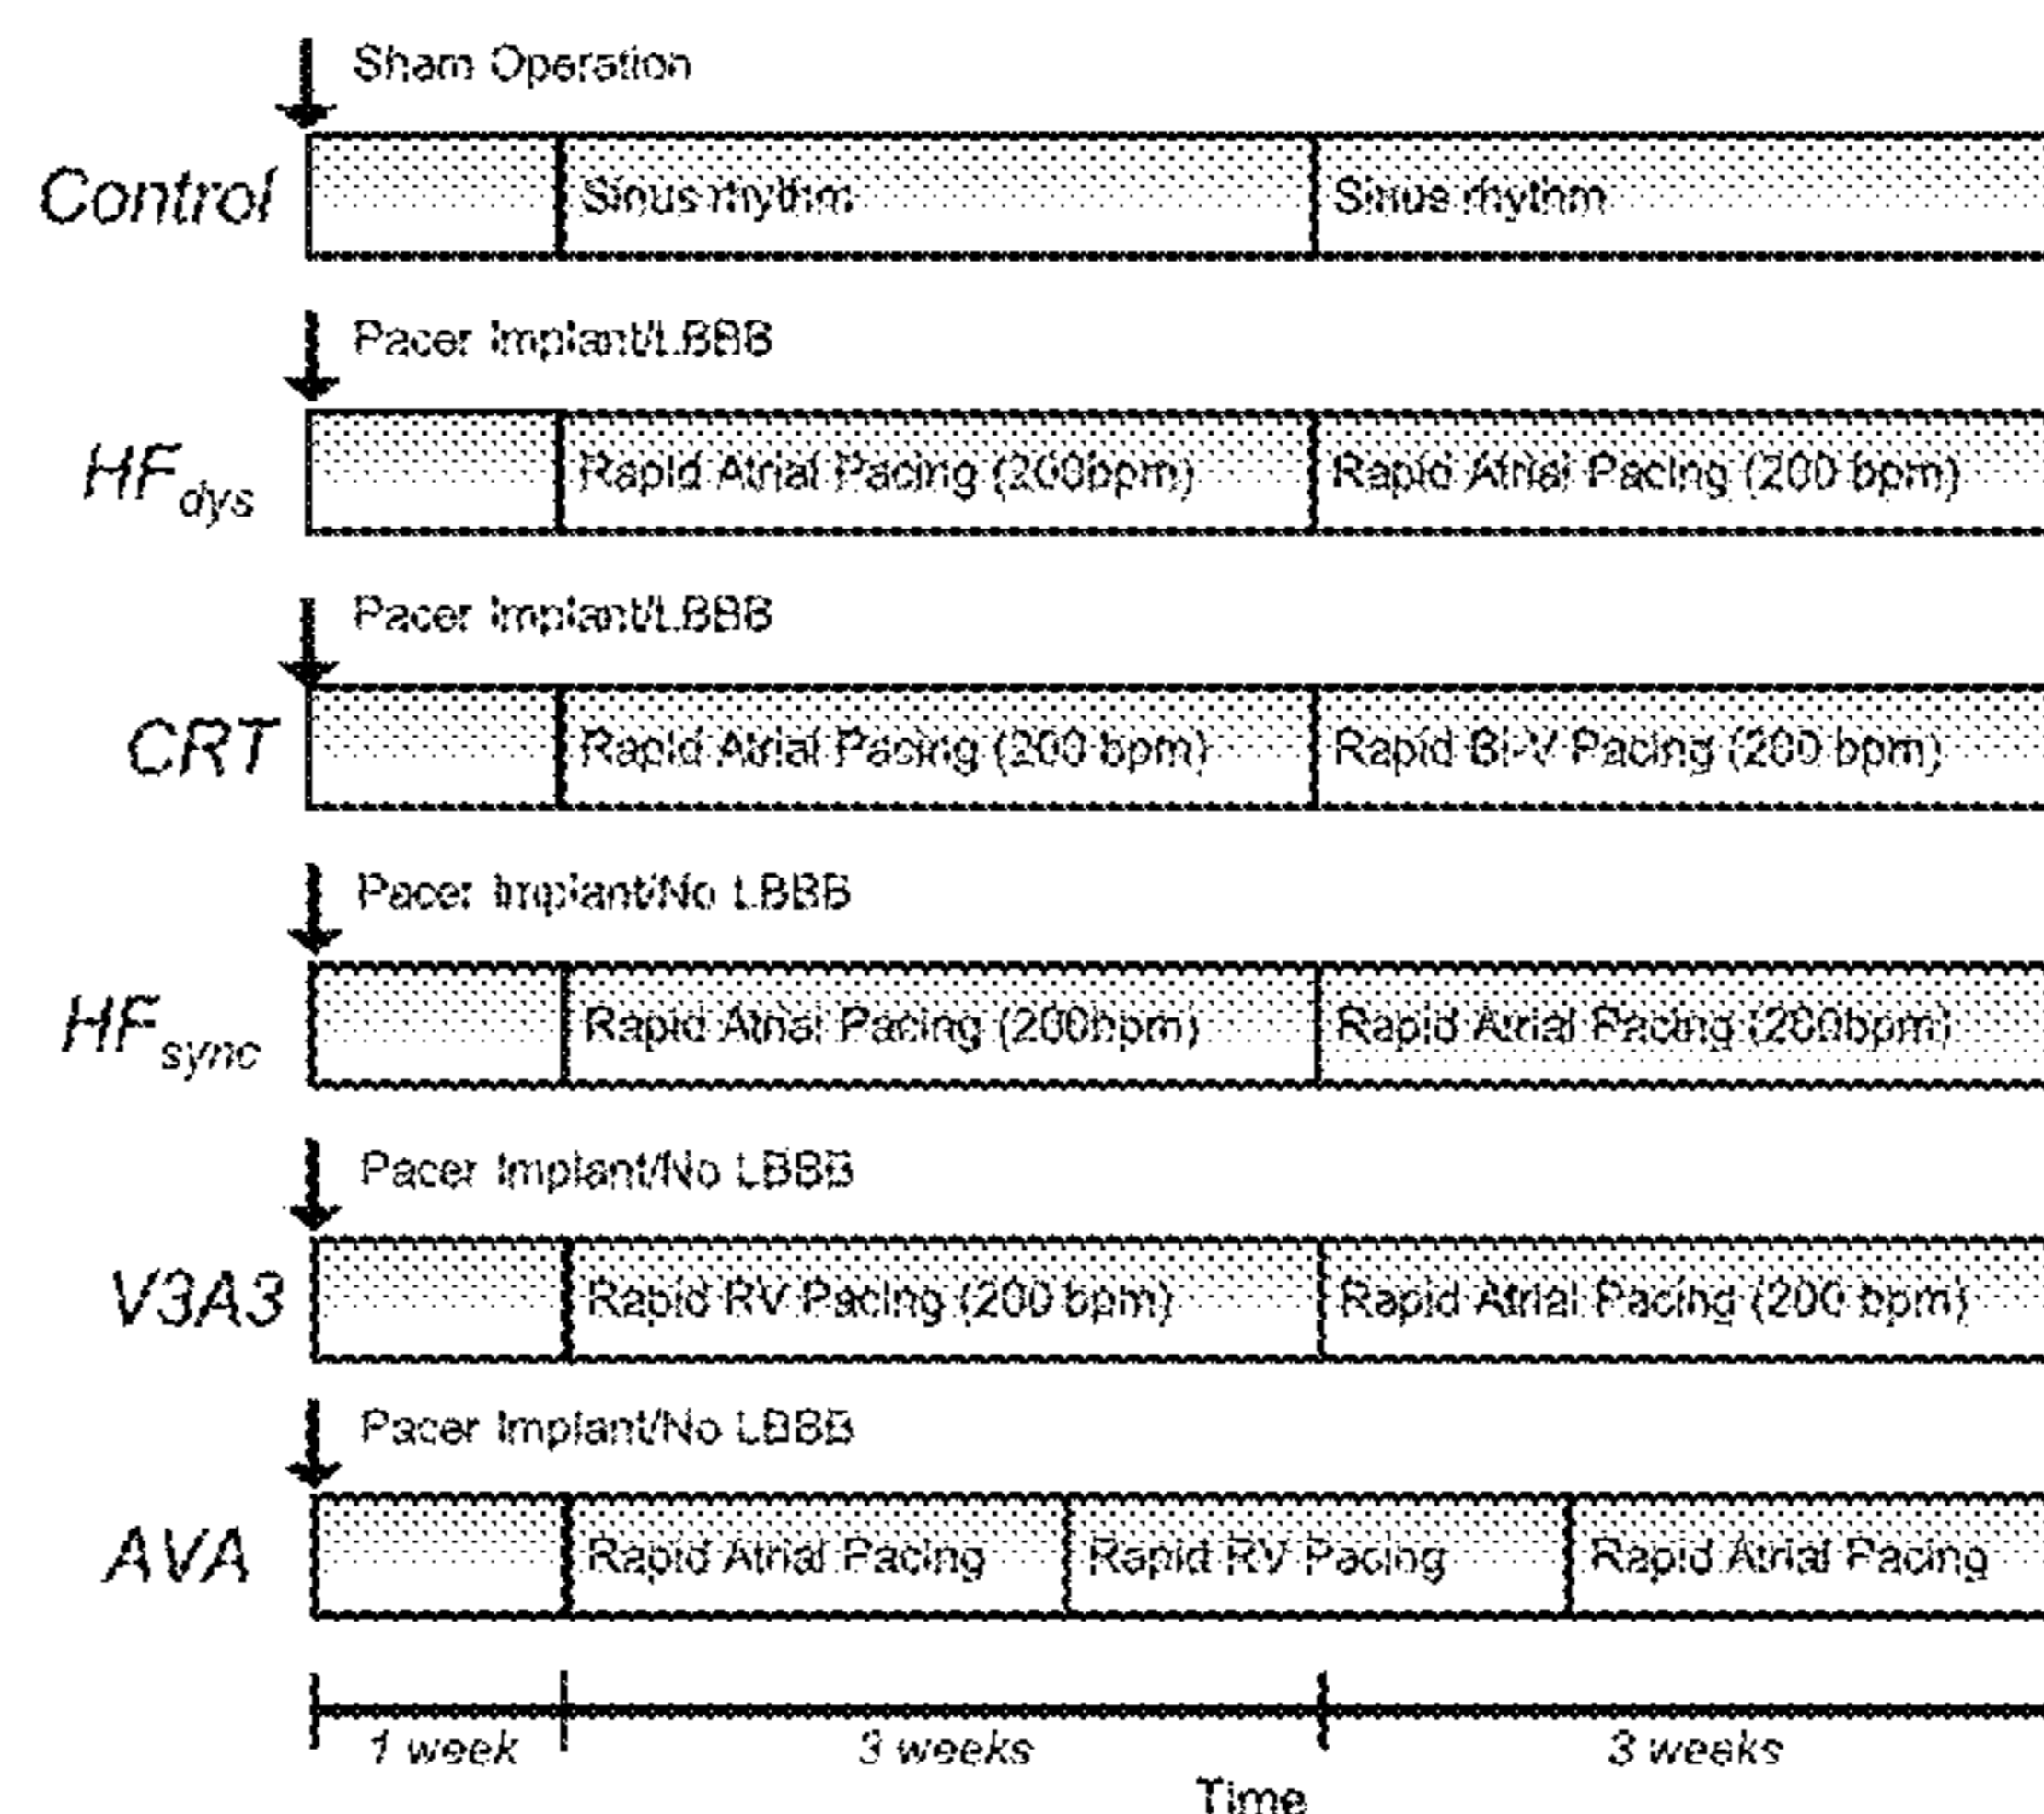 Sham Operation
Control
Sinus rhythm
Sinus rhythm
Pacer Implant/LBBB
HFdys
Rapid Atrial Pacing (200bpm)
Rapid Atrial Pacing (200 bpm)
Pacer Implant/LBBB
CRT
Rapid Atrial Pacing (200 bpm)
Rapid Bi-V Pacing (200 bpm)
Pacer Implant/No LBBB
HFsync
Rapid Atrial Pacing (200bpm)
Rapid Atrial Pacing (200bpm)
Pacer Implant/No LBBB
V3A3
Rapid RV Pacing (200 bpm)
Rapid Atrial Pacing (200 bpm)
Pacer Implant/No LBBB
AVA
Rapid Atrial Pacing
Rapid RV Pacing
Rapid Atrial Pacing
1 week
3 weeks
3 weeks
Time